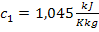 c₁ = 1,045 kJ/Kkg